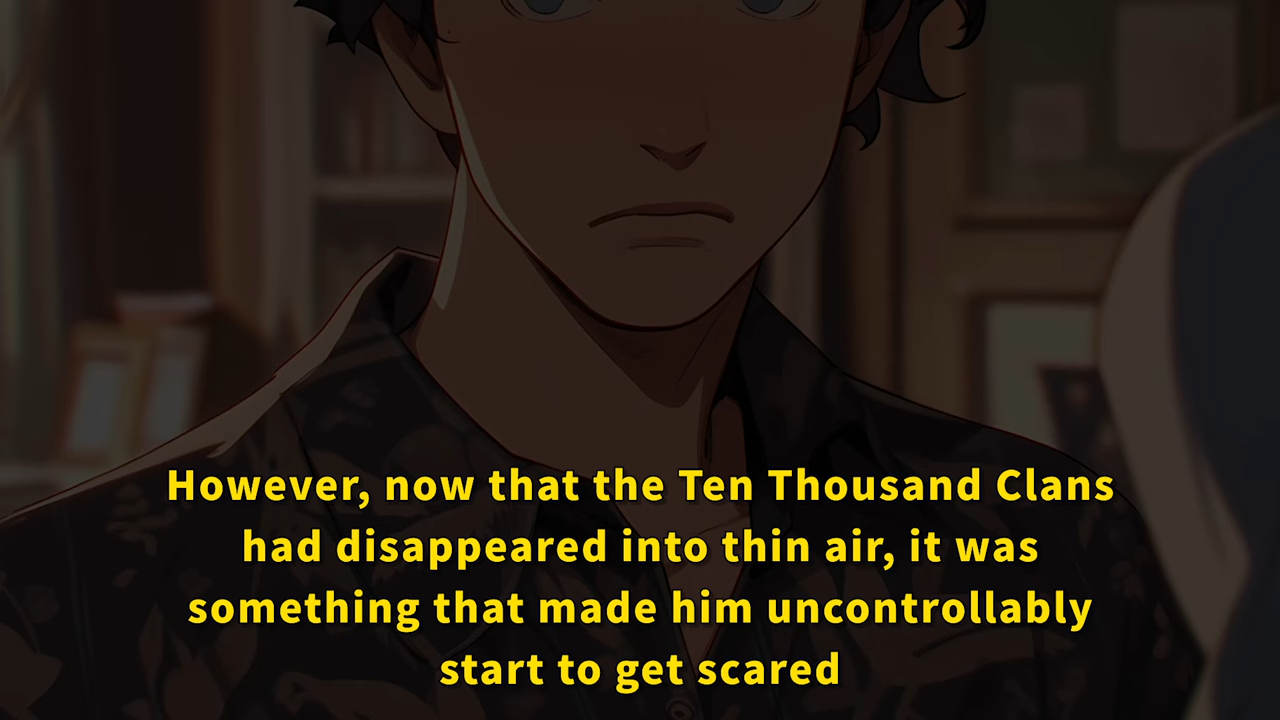 However, now that the Ten Thousand Clans
had disappeared into thin air, it was
something that made him uncontrollably
start to get scared